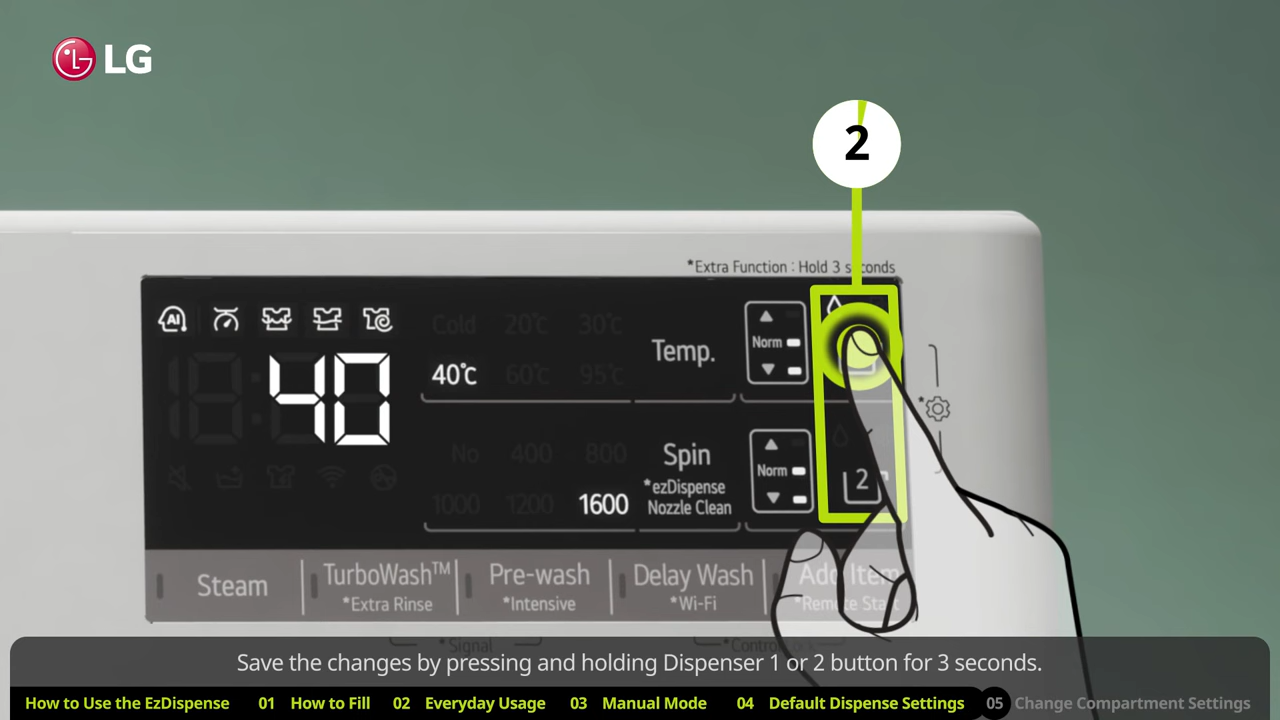 LG
2
*Extra Function : Hold 3 seconds
AI
Cold 20℃ 30℃
40℃ 60℃ 95℃
Temp.
Norm
40
No 400 800
1000 1200 1600
Spin
*ezDispense
Nozzle Clean
Norm
2
Steam
TurboWash™
*Extra Rinse
Pre-wash
*Intensive
Delay Wash
*Wi-Fi
Add Item
*Remote Start
*Signal
Save the changes by pressing and holding Dispenser 1 or 2 button for 3 seconds.
How to Use the EzDispense 01 How to Fill 02 Everyday Usage 03 Manual Mode 04 Default Dispense Settings 05 Change Compartment Settings